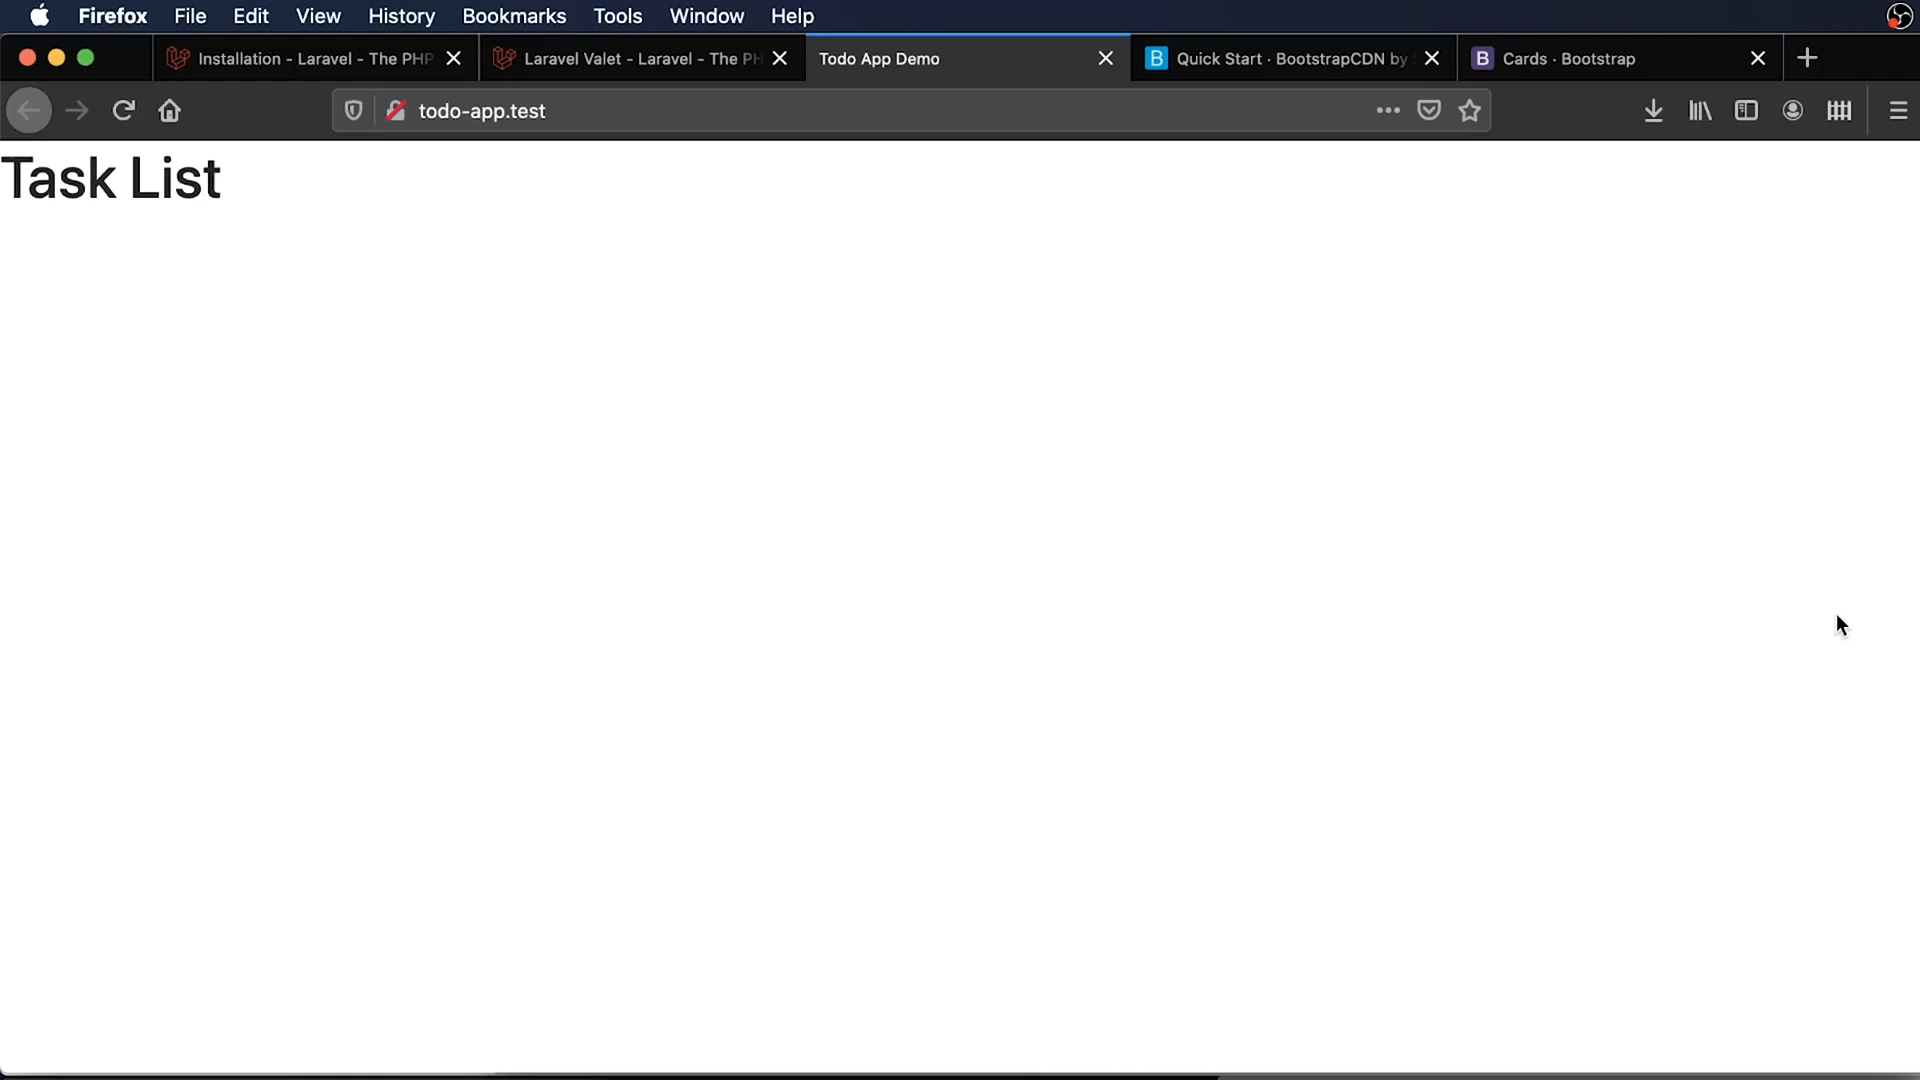 Firefox File Edit View History Bookmarks Tools Window Help
Installation - Laravel - The PHP Laravel Valet - Laravel - The PH Todo App Demo Quick Start · BootstrapCDN by Cards · Bootstrap
todo-app.test
Task List